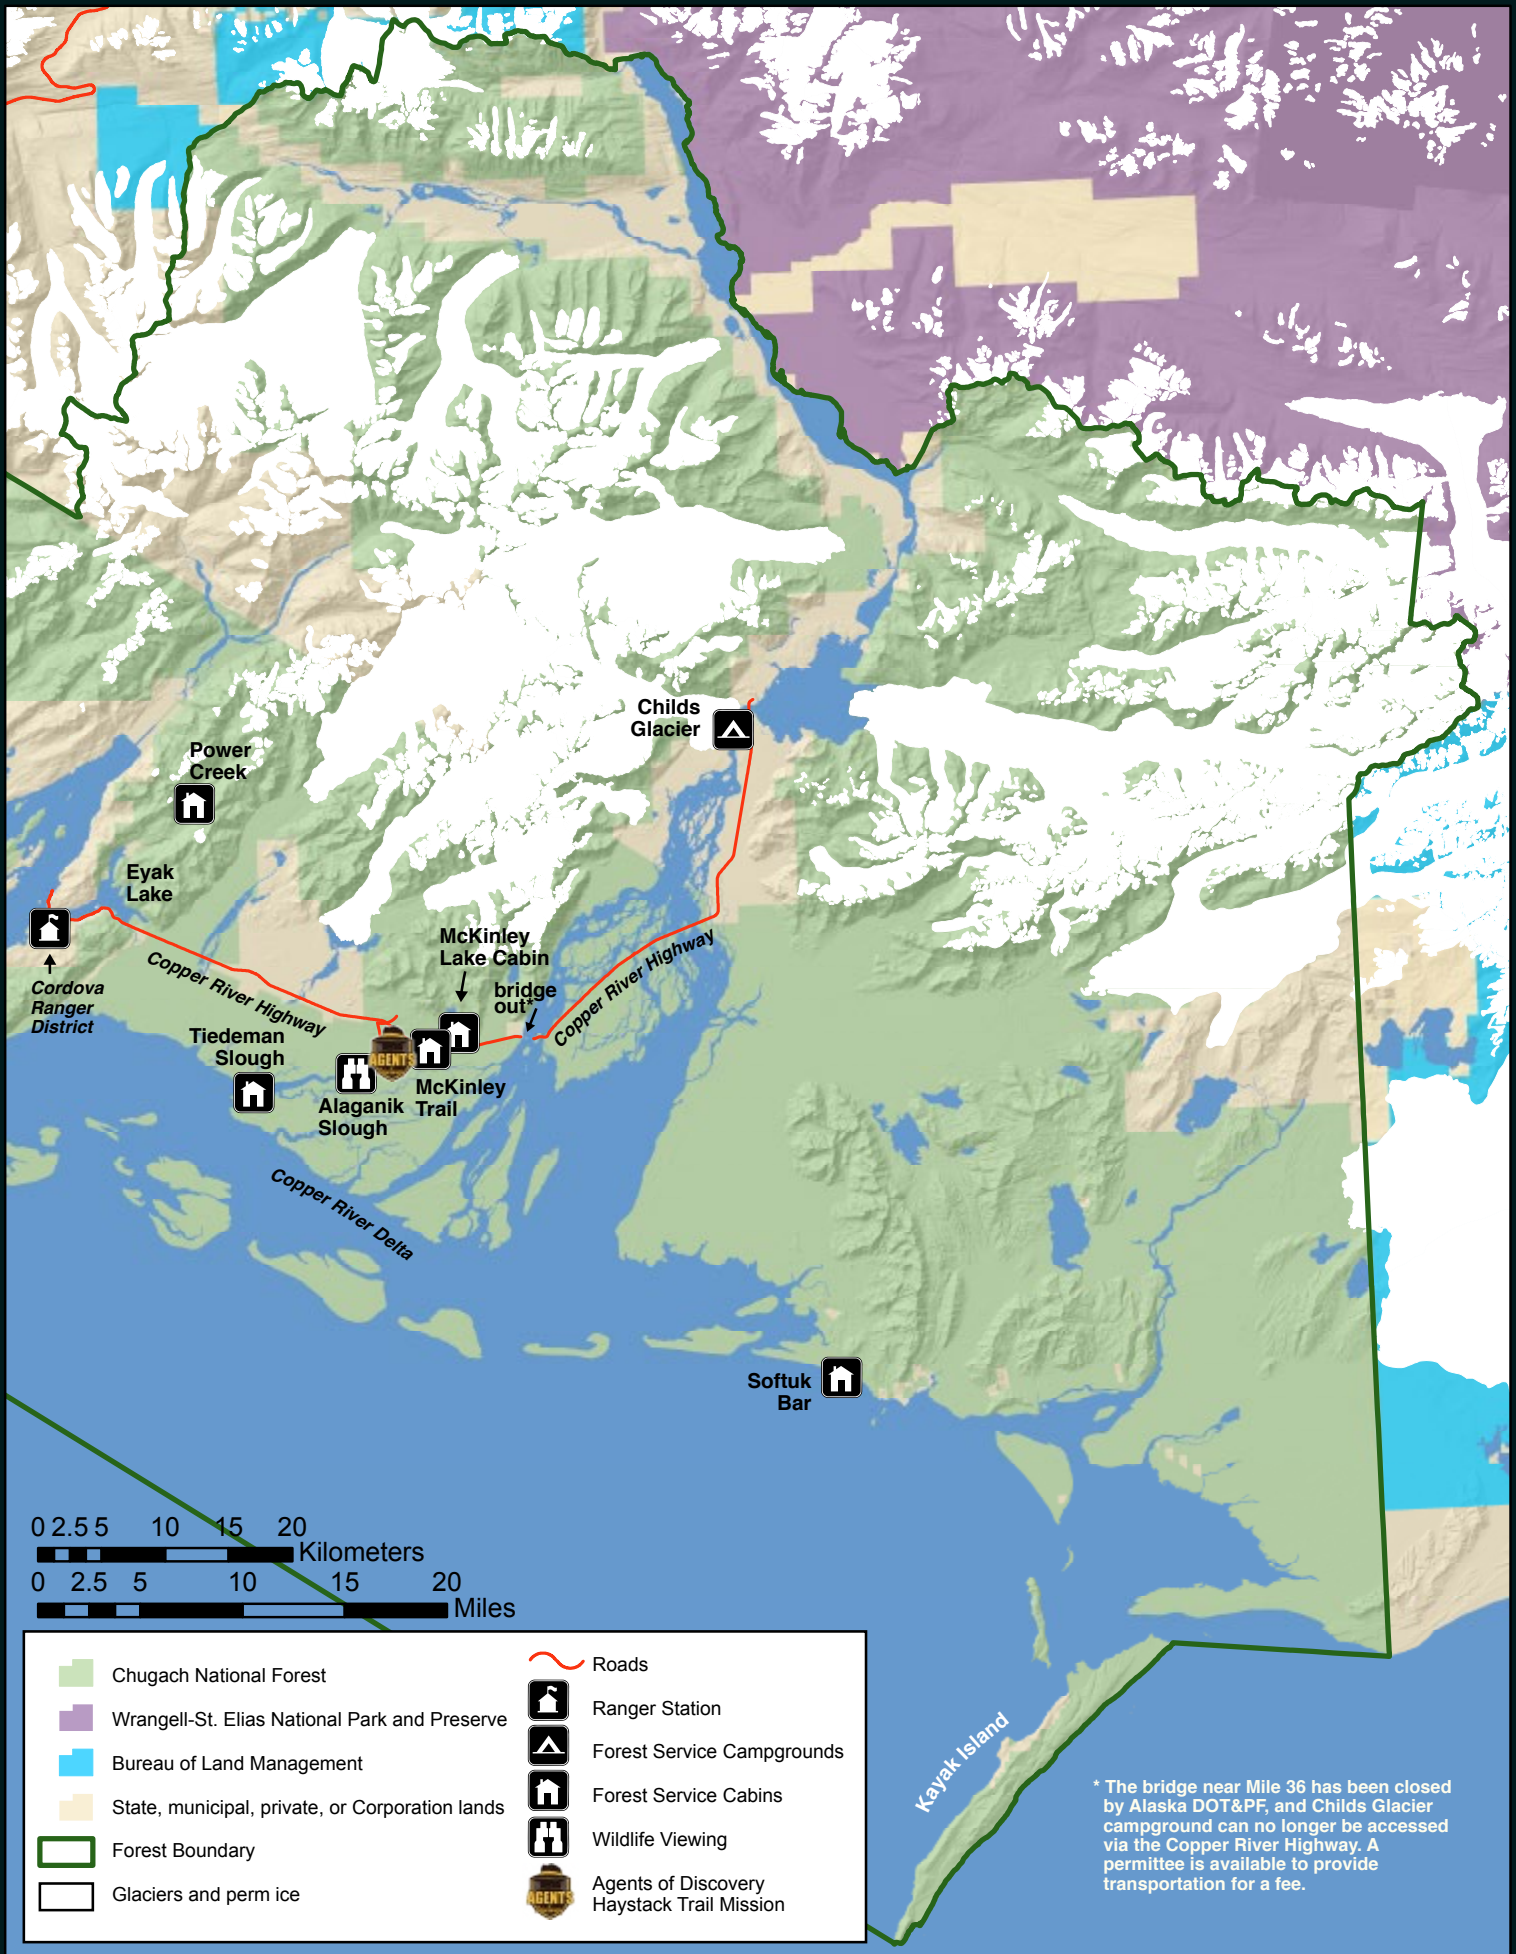 Childs
Glacier
Power
Creek
Eyak
Lake
McKinley
Lake Cabin
bridge
out*
Copper River Highway
Copper River Highway
Cordova
Ranger
District
Tiedeman
Slough
AGENTS
McKinley
Trail
Alaganik
Slough
Copper River Delta
Softuk
Bar
0 2.5 5 10 15 20
Kilometers
0 2.5 5 10 15 20
Miles
Chugach National Forest
Wrangell-St. Elias National Park and Preserve
Bureau of Land Management
State, municipal, private, or Corporation lands
Forest Boundary
Glaciers and perm ice
Roads
Ranger Station
Forest Service Campgrounds
Forest Service Cabins
Wildlife Viewing
AGENTS
Agents of Discovery
Haystack Trail Mission
Kayak Island
* The bridge near Mile 36 has been closed
by Alaska DOT&PF, and Childs Glacier
campground can no longer be accessed
via the Copper River Highway. A
permittee is available to provide
transportation for a fee.